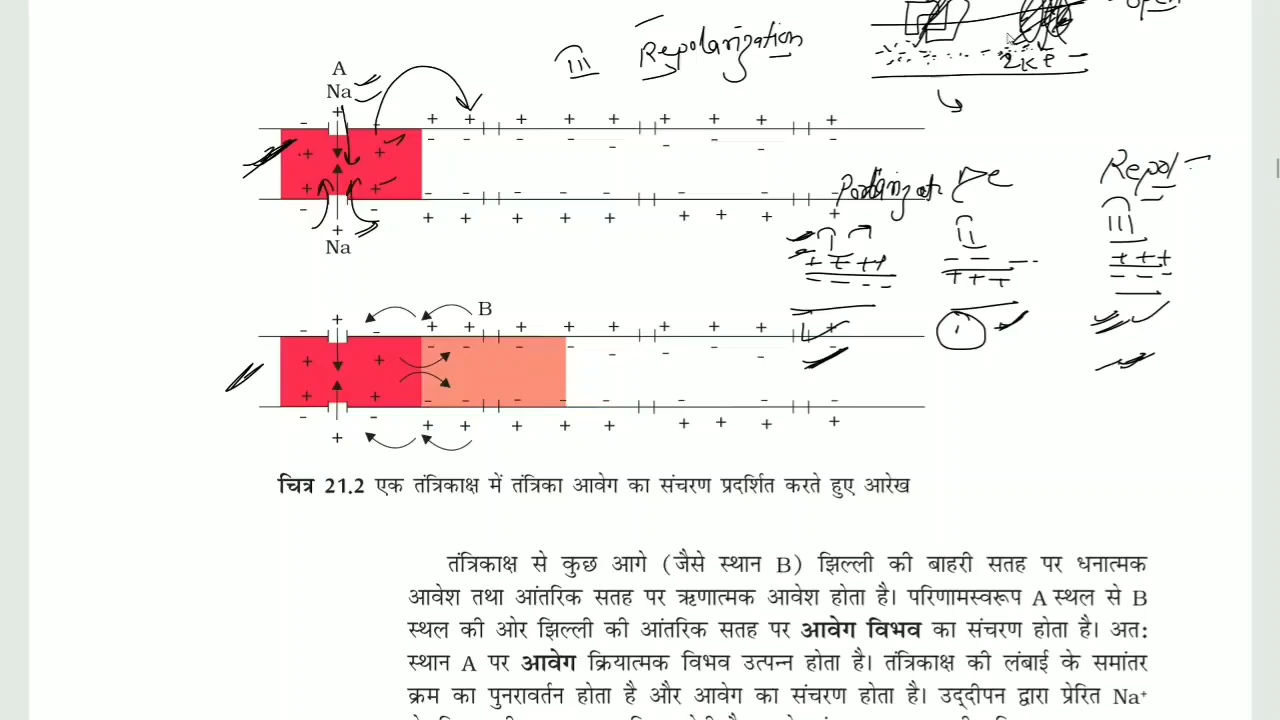 open
III Repolarization
2K+
A
Na
Na
Repol
II
III
B
चित्र 21.2 एक तंत्रिकाक्ष में तंत्रिका आवेग का संचरण प्रदर्शित करते हुए आरेख
तंत्रिकाक्ष से कुछ आगे (जैसे स्थान B) झिल्ली की बाहरी सतह पर धनात्मक
आवेश तथा आंतरिक सतह पर ऋणात्मक आवेश होता है। परिणामस्वरूप A स्थल से B
स्थल की ओर झिल्ली की आंतरिक सतह पर आवेग विभव का संचरण होता है। अत:
स्थान A पर आवेग क्रियात्मक विभव उत्पन्न होता है। तंत्रिकाक्ष की लंबाई के समांतर
क्रम का पुनरावर्तन होता है और आवेग का संचरण होता है। उद्दीपन द्वारा प्रेरित Na⁺